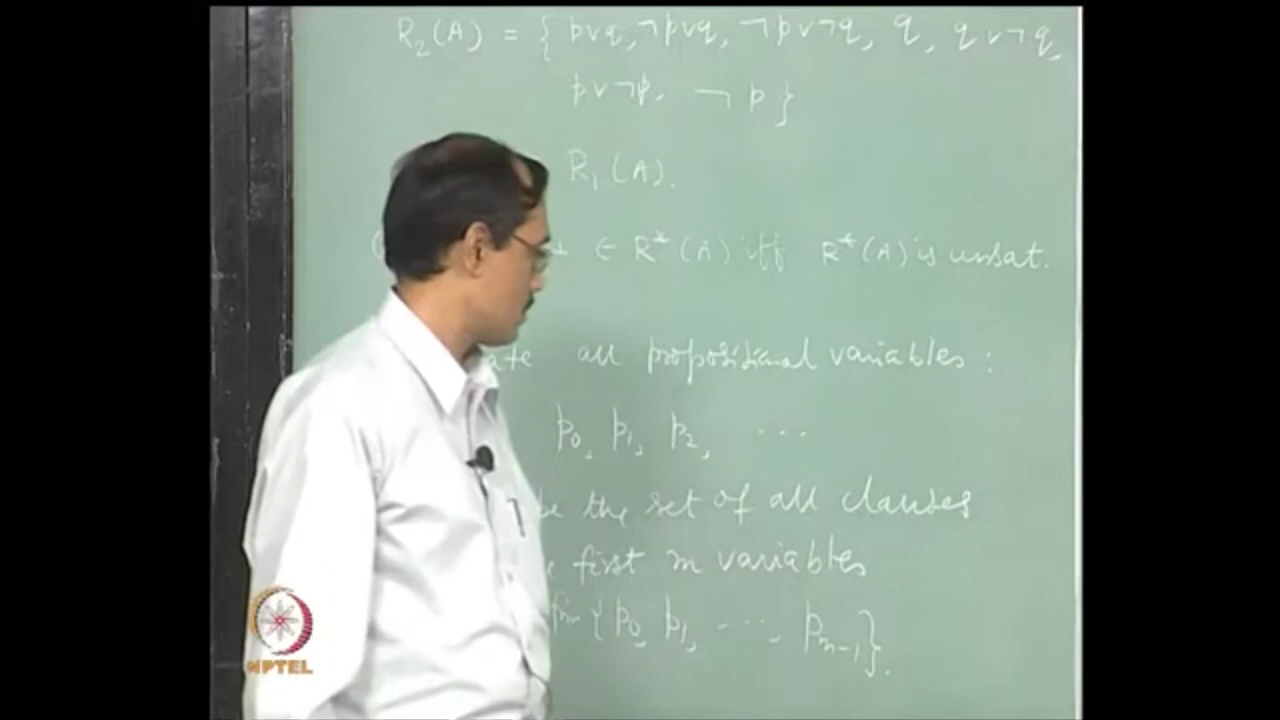 R₂(A) = { p∨q, ¬p∨q, ¬p∨¬q, q, q∨¬q,
p∨¬p, ¬p }
R₁(A).
⊥ ∈ R*(A) iff R*(A) is unsat.
all propositional variables :
p₀, p₁, p₂, ...
be the set of all clauses
first m variables
{p₀, p₁, ..., pₘ₋₁}.
NPTEL